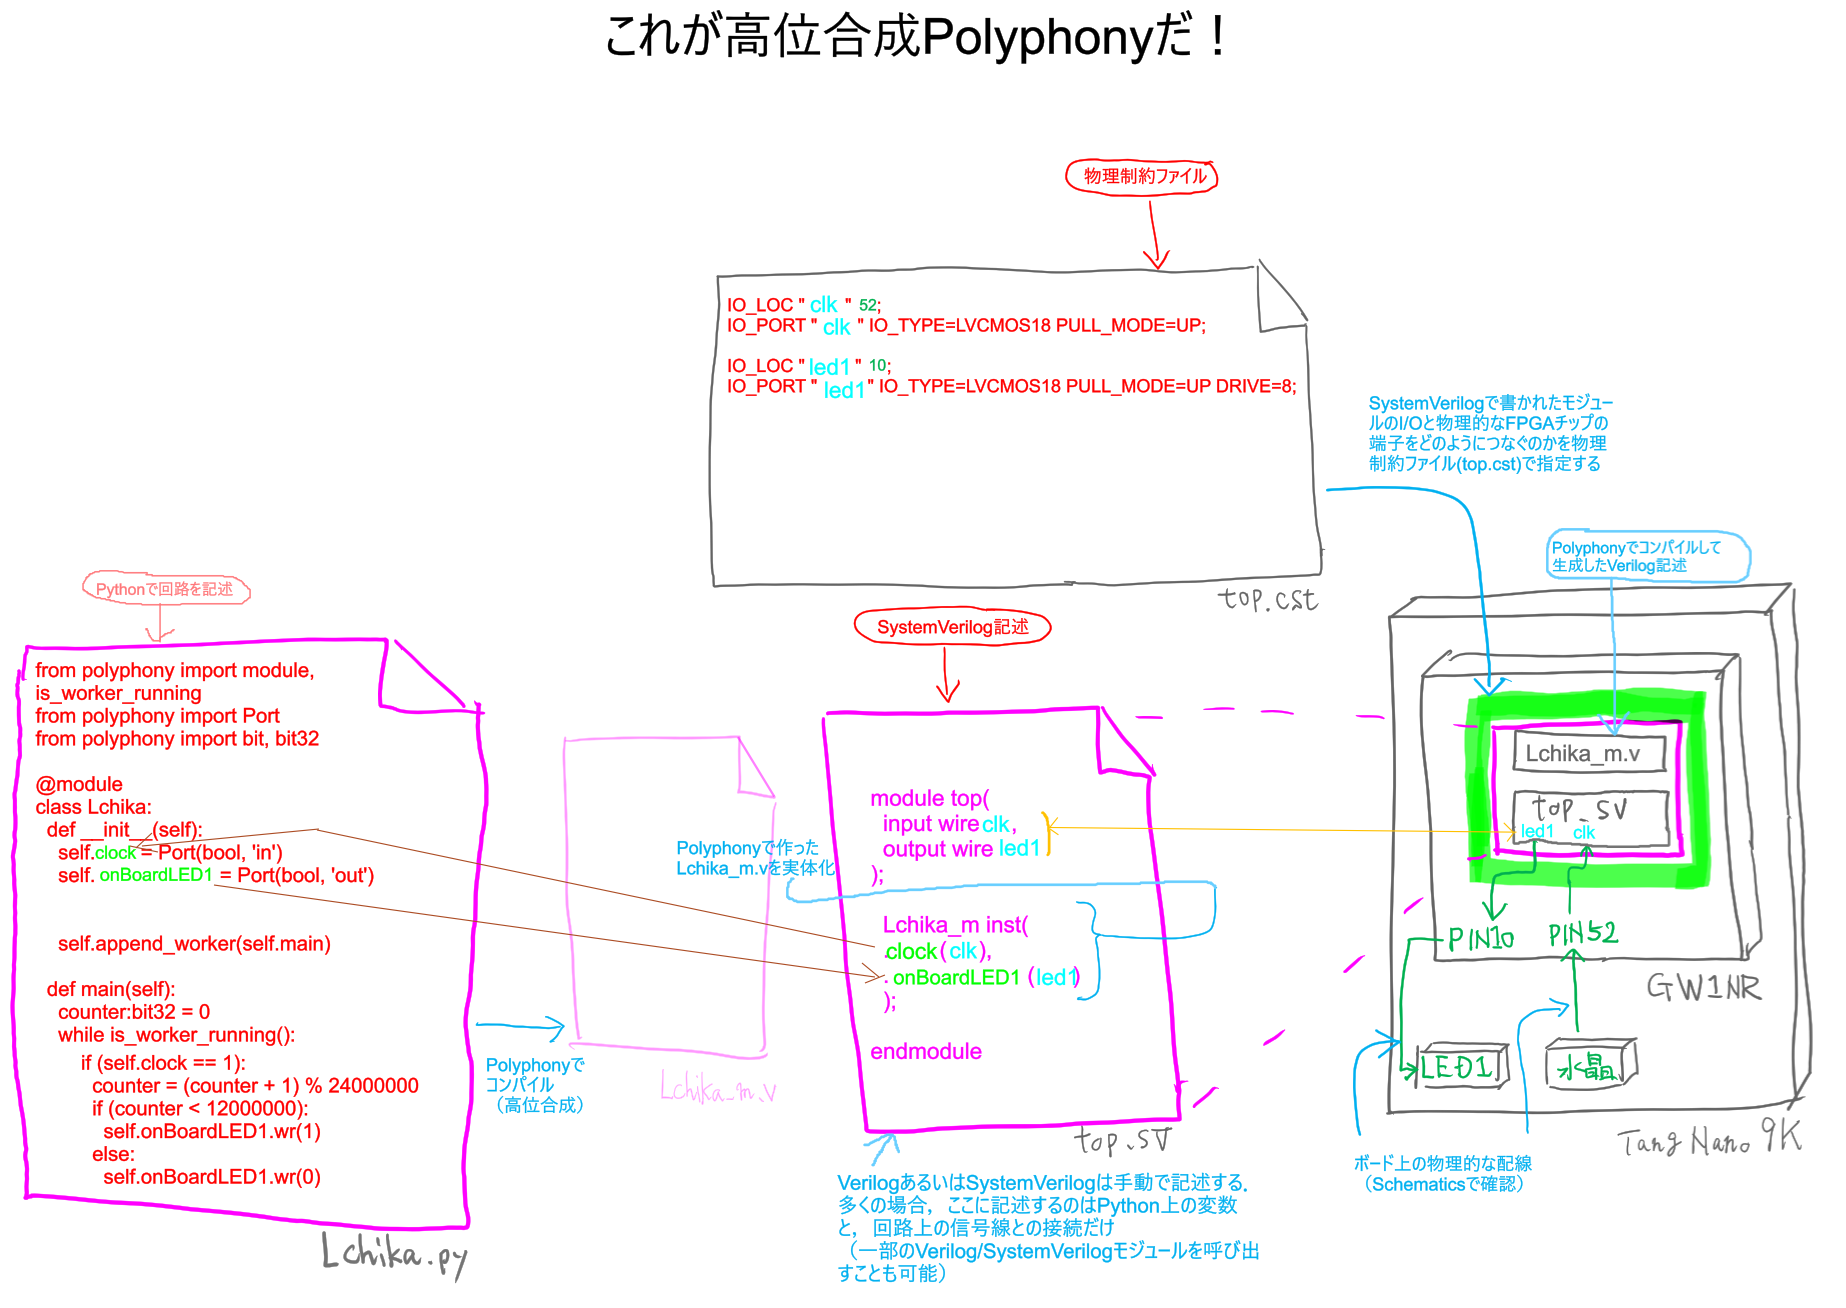 これが高位合成Polyphonyだ！
物理制約ファイル
IO_LOC " clk " 52;
IO_PORT " clk " IO_TYPE=LVCMOS18 PULL_MODE=UP;
IO_LOC " led1 " 10;
IO_PORT " led1" IO_TYPE=LVCMOS18 PULL_MODE=UP DRIVE=8;
top.cst
SystemVerilogで書かれたモジュー
ルのI/Oと物理的なFPGAチップの
端子をどのようにつなぐのかを物理
制約ファイル(top.cst)で指定する
Pythonで回路を記述
from polyphony import module,
is_worker_running
from polyphony import Port
from polyphony import bit, bit32
@module
class Lchika:
def __init__(self):
self.clock = Port(bool, 'in')
self. onBoardLED1 = Port(bool, 'out')
self.append_worker(self.main)
def main(self):
counter:bit32 = 0
while is_worker_running():
if (self.clock == 1):
counter = (counter + 1) % 24000000
if (counter < 12000000):
self.onBoardLED1.wr(1)
else:
self.onBoardLED1.wr(0)
Lchika.py
Polyphonyで
コンパイル
（高位合成）
Lchika_m.v
Polyphonyで作った
Lchika_m.vを実体化
SystemVerilog記述
module top(
input wire clk,
output wire led1
);
Lchika_m inst(
.clock(clk),
. onBoardLED1 (led1)
);
endmodule
top.sv
VerilogあるいはSystemVerilogは手動で記述する．
多くの場合，ここに記述するのはPython上の変数
と，回路上の信号線との接続だけ
（一部のVerilog/SystemVerilogモジュールを呼び出
すことも可能）
Polyphonyでコンパイルして
生成したVerilog記述
Lchika_m.v
top_sv
led1 clk
PIN10 PIN52
GW1NR
LED1 水晶
Tang Nano 9K
ボード上の物理的な配線
（Schematicsで確認）